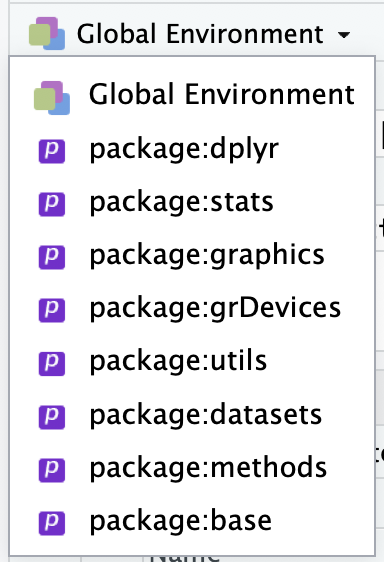 Global Environment
Global Environment
package:dplyr
package:stats
package:graphics
package:grDevices
package:utils
package:datasets
package:methods
package:base
Name